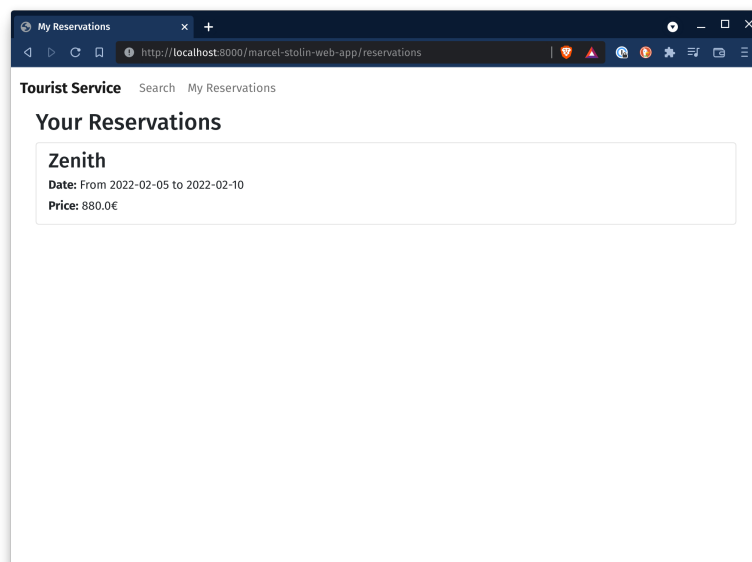 My Reservations
http://localhost:8000/marcel-stolin-web-app/reservations
Tourist Service Search My Reservations
Your Reservations
Zenith
Date: From 2022-02-05 to 2022-02-10
Price: 880.0€